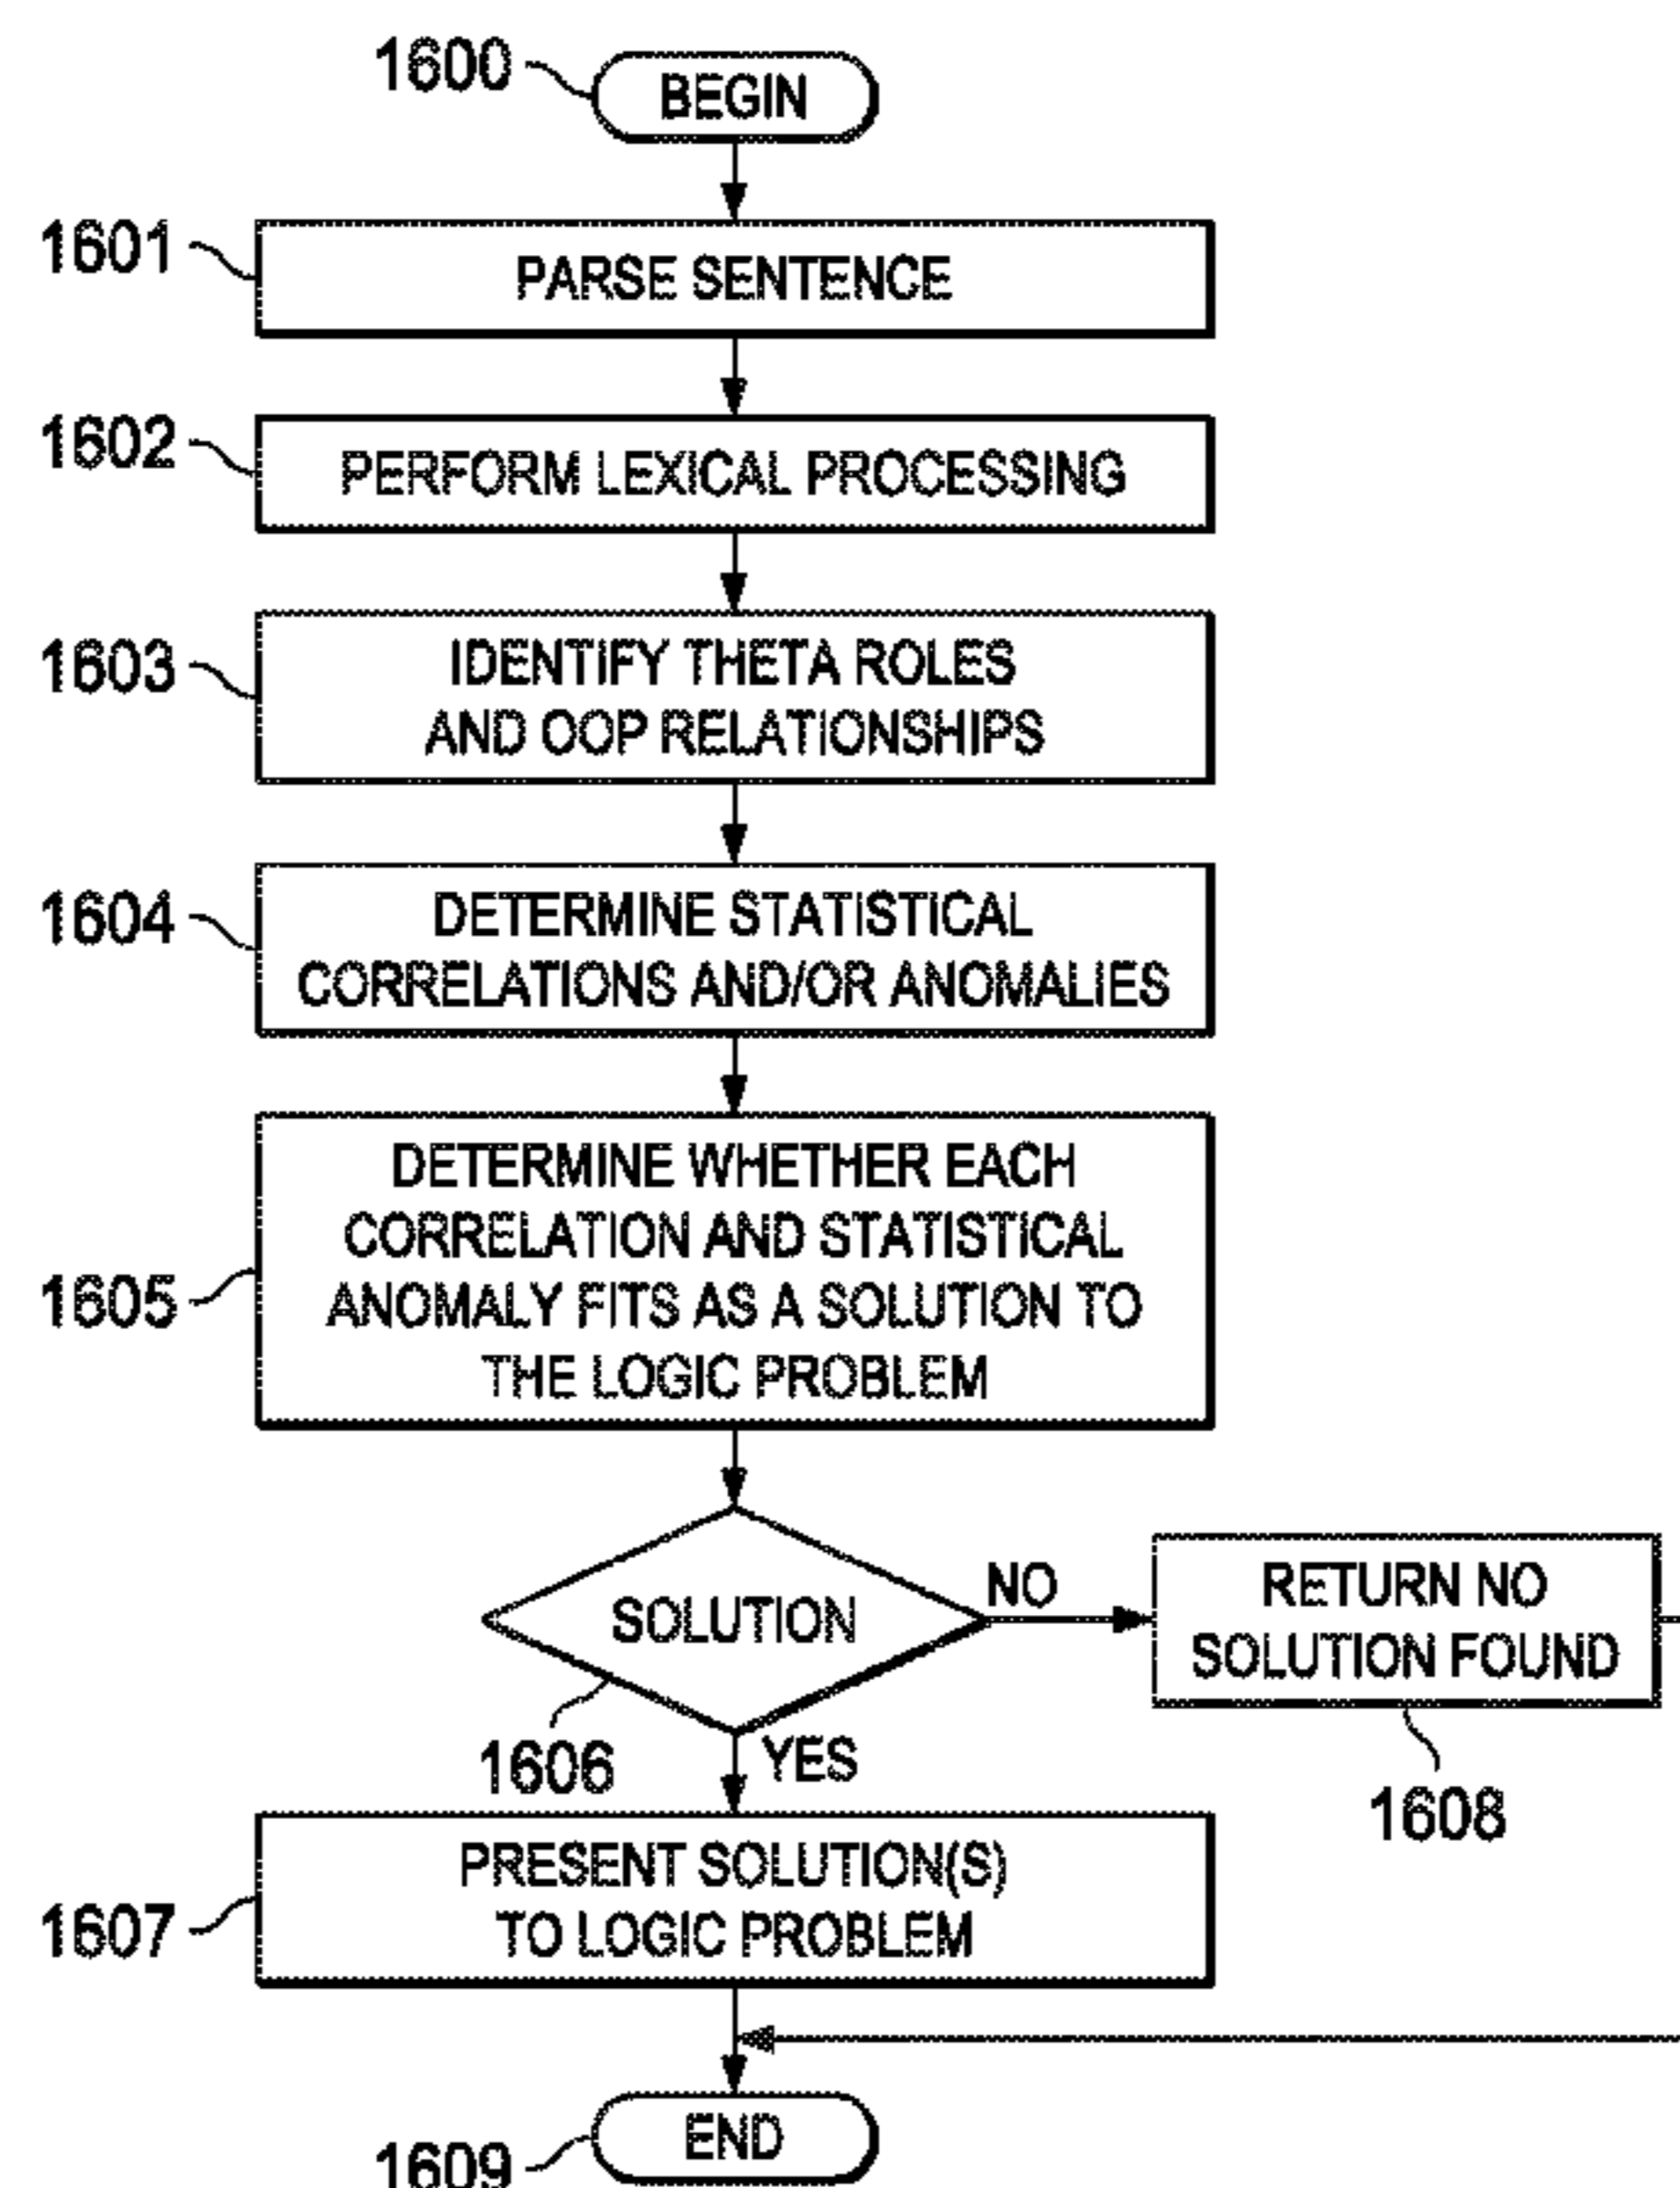 1600
BEGIN
1601
PARSE SENTENCE
1602
PERFORM LEXICAL PROCESSING
1603
IDENTIFY THETA ROLES
AND OOP RELATIONSHIPS
1604
DETERMINE STATISTICAL
CORRELATIONS AND/OR ANOMALIES
1605
DETERMINE WHETHER EACH
CORRELATION AND STATISTICAL
ANOMALY FITS AS A SOLUTION TO
THE LOGIC PROBLEM
SOLUTION
1606
NO
RETURN NO
SOLUTION FOUND
1608
YES
1607
PRESENT SOLUTION(S)
TO LOGIC PROBLEM
END
1609